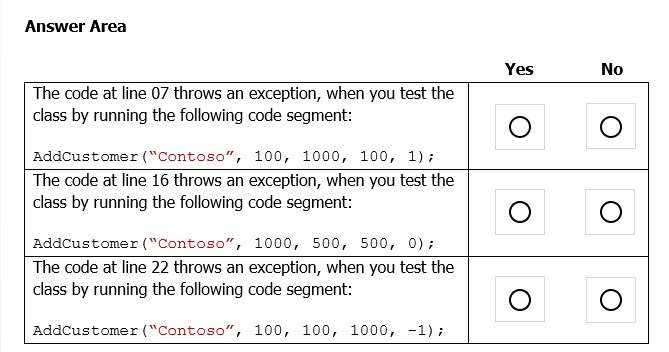 Answer Area
Yes No
The code at line 07 throws an exception, when you test the
class by running the following code segment:
AddCustomer(“Contoso”, 100, 1000, 100, 1);
The code at line 16 throws an exception, when you test the
class by running the following code segment:
AddCustomer(“Contoso”, 1000, 500, 500, 0);
The code at line 22 throws an exception, when you test the
class by running the following code segment:
AddCustomer(“Contoso”, 100, 100, 1000, -1);